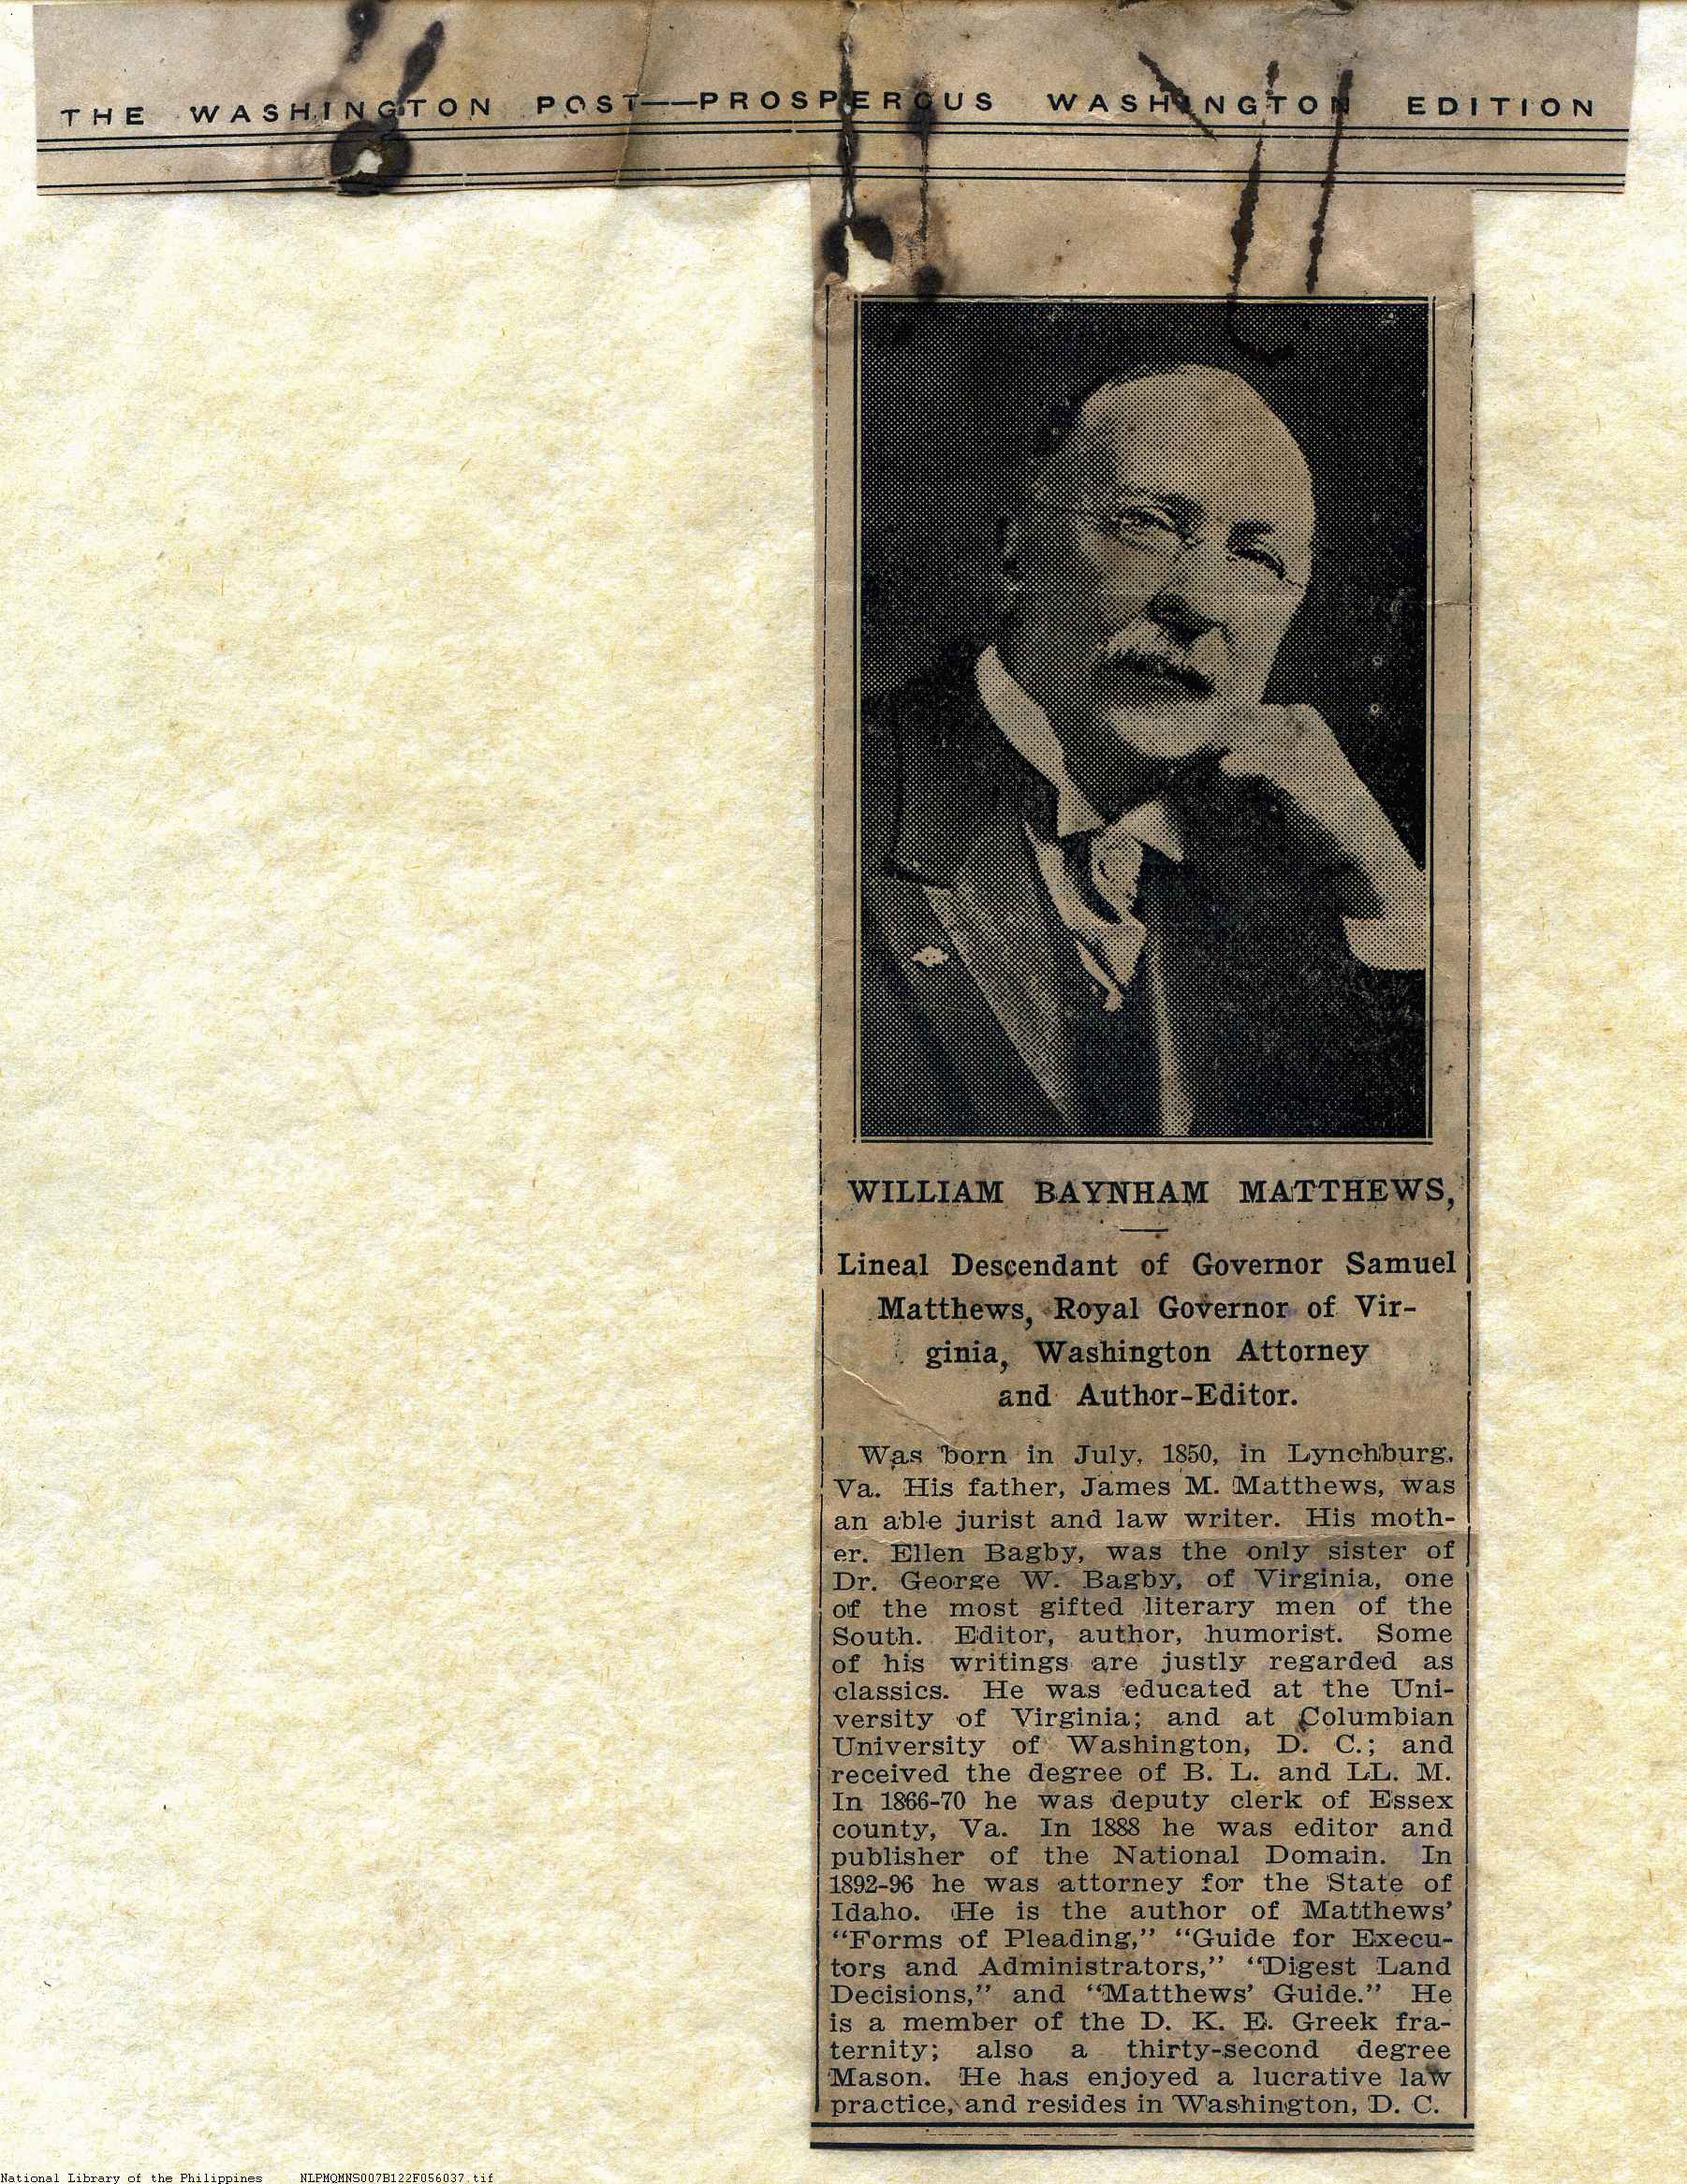 THE WASHINGTON POST——PROSPEROUS WASHINGTON EDITION
WILLIAM BAYNHAM MATTHEWS,
Lineal Descendant of Governor Samuel
Matthews, Royal Governor of Vir-
ginia, Washington Attorney
and Author-Editor.
Was born in July, 1850, in Lynchburg,
Va. His father, James M. Matthews, was
an able jurist and law writer. His moth-
er. Ellen Bagby, was the only sister of
Dr. George W. Bagby, of Virginia, one
of the most gifted literary men of the
South. Editor, author, humorist. Some
of his writings are justly regarded as
classics. He was educated at the Uni-
versity of Virginia; and at Columbian
University of Washington, D. C.; and
received the degree of B. L. and LL. M.
In 1866-70 he was deputy clerk of Essex
county, Va. In 1888 he was editor and
publisher of the National Domain. In
1892-96 he was attorney for the State of
Idaho. He is the author of Matthews'
"Forms of Pleading," "Guide for Execu-
tors and Administrators," "Digest Land
Decisions," and "Matthews' Guide." He
is a member of the D. K. E. Greek fra-
ternity; also a thirty-second degree
Mason. He has enjoyed a lucrative law
practice, and resides in Washington, D. C.
National Library of the Philippines NLPMQMNS007B122F056037.tif